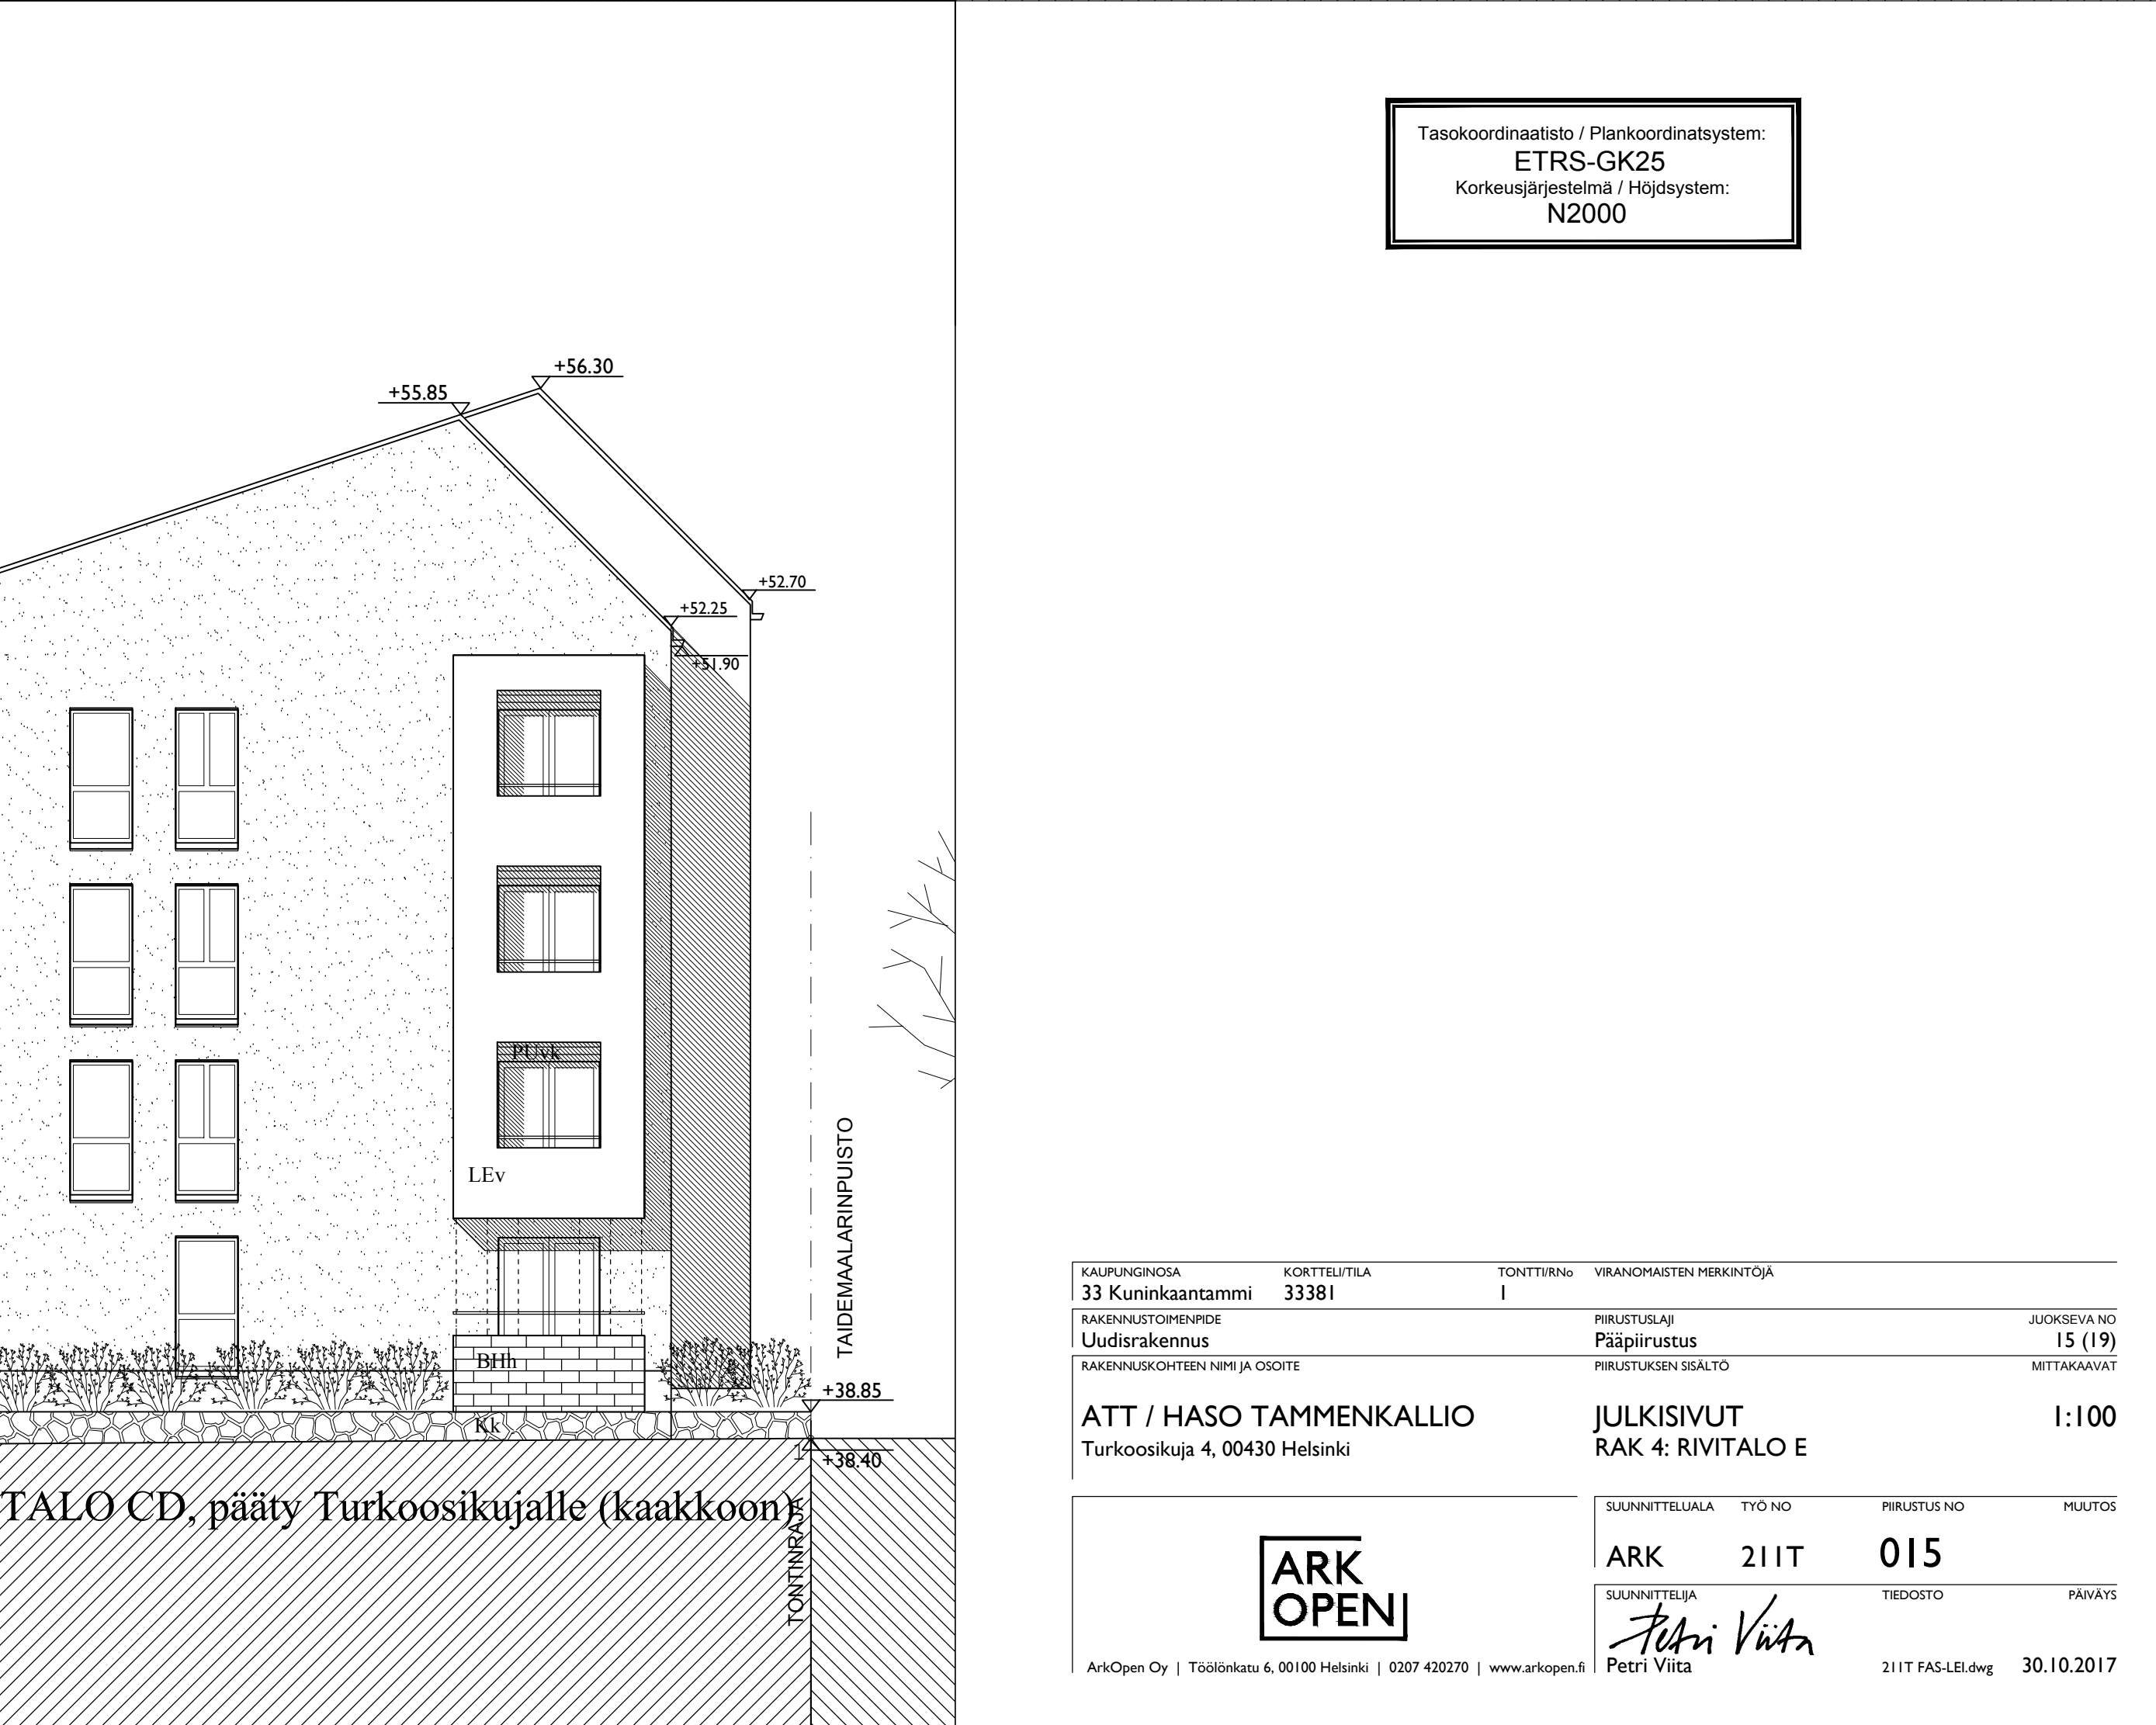 Tasokoordinaatisto / Plankoordinatsystem:
ETRS-GK25
Korkeusjärjestelmä / Höjdsystem:
N2000
+56.30
+55.85
+52.70
+52.25
+51.90
PUvk
LEv
TAIDEMAALARINPUISTO
BHh
+38.85
Kk
1
+38.40
TALO CD, pääty Turkoosikujalle (kaakkoon)
TONTINRAJA
KAUPUNGINOSA KORTTELI/TILA TONTTI/RNo VIRANOMAISTEN MERKINTÖJÄ
33 Kuninkaantammi 33381 1
RAKENNUSTOIMENPIDE PIIRUSTUSLAJI JUOKSEVA NO
Uudisrakennus Pääpiirustus 15 (19)
RAKENNUSKOHTEEN NIMI JA OSOITE PIIRUSTUKSEN SISÄLTÖ MITTAKAAVAT
ATT / HASO TAMMENKALLIO JULKISIVUT 1:100
Turkoosikuja 4, 00430 Helsinki RAK 4: RIVITALO E
SUUNNITTELUALA TYÖ NO PIIRUSTUS NO MUUTOS
ARK 211T 015
ARK
OPEN
SUUNNITTELIJA TIEDOSTO PÄIVÄYS
Petri Viita
ArkOpen Oy | Töölönkatu 6, 00100 Helsinki | 0207 420270 | www.arkopen.fi Petri Viita 211T FAS-LEI.dwg 30.10.2017